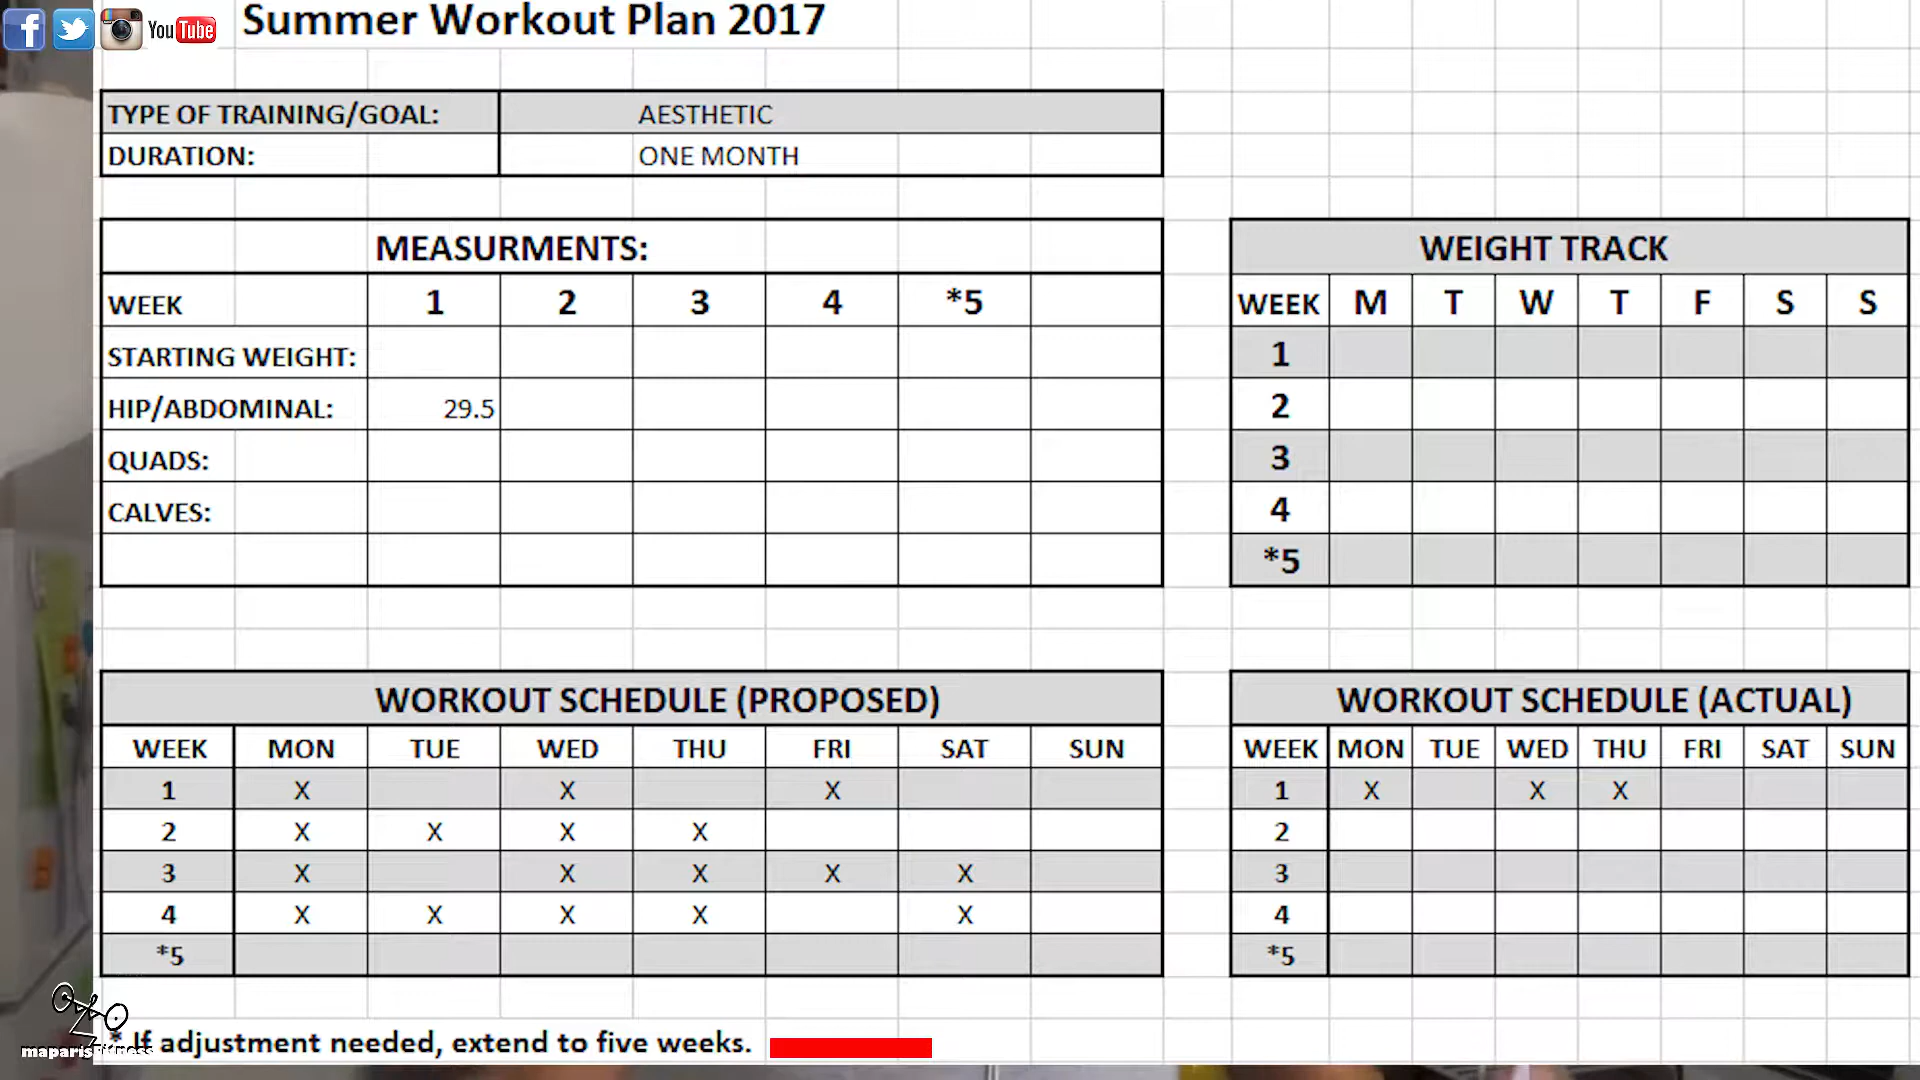 You Tube
Summer Workout Plan 2017
TYPE OF TRAINING/GOAL: AESTHETIC
DURATION: ONE MONTH
MEASURMENTS:
WEEK 1 2 3 4 *5
STARTING WEIGHT:
HIP/ABDOMINAL: 29.5
QUADS:
CALVES:
WEIGHT TRACK
WEEK M T W T F S S
1
2
3
4
*5
WORKOUT SCHEDULE (PROPOSED)
WEEK MON TUE WED THU FRI SAT SUN
1 X X X
2 X X X X
3 X X X X X
4 X X X X X
*5
WORKOUT SCHEDULE (ACTUAL)
WEEK MON TUE WED THU FRI SAT SUN
1 X X X
2
3
4
*5
* If adjustment needed, extend to five weeks.
maparisfitness